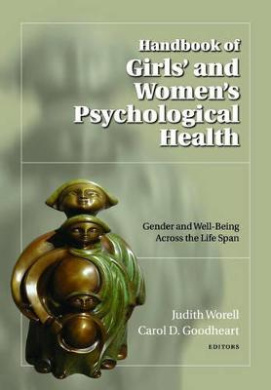 Handbook of
Girls' and
Women's
Psychological
Health
Gender and Well-Being
Across the Life Span
Judith Worell
Carol D. Goodheart
EDITORS